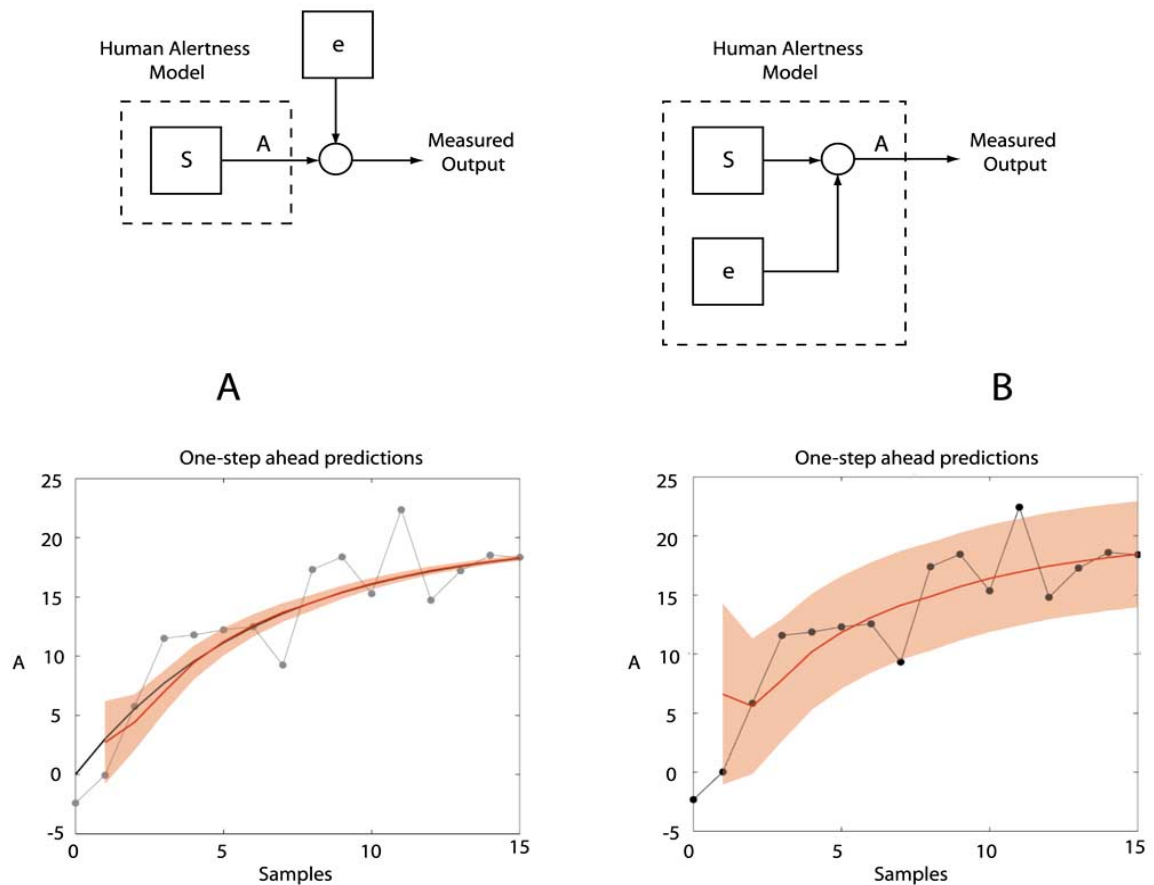 Human Alertness
Model
e
S
A
Measured
Output
A
Human Alertness
Model
S
A
e
Measured
Output
B
One-step ahead predictions
25
20
15
10
5
0
-5
A
0
5
10
15
Samples
One-step ahead predictions
25
20
15
10
5
0
-5
A
0
5
10
15
Samples